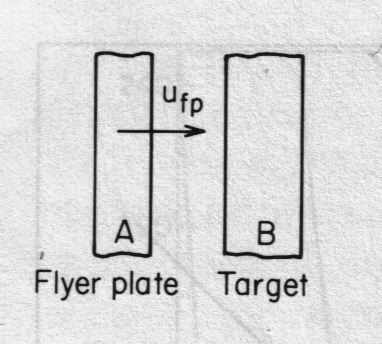 u_fp
A
B
Flyer plate
Target